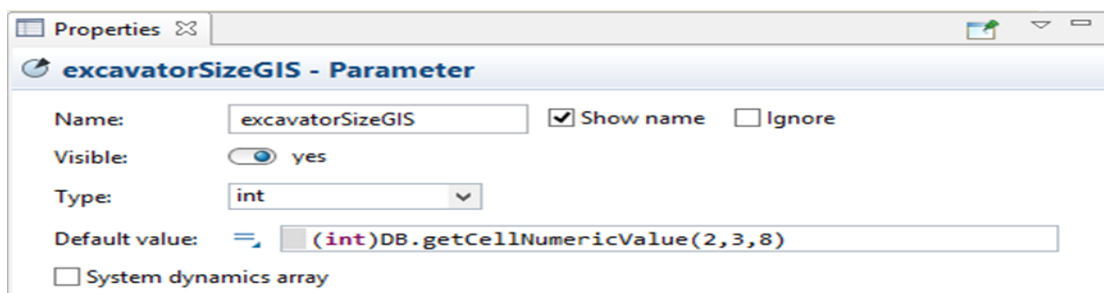 Properties
excavatorSizeGIS - Parameter
Name: excavatorSizeGIS Show name Ignore
Visible: yes
Type: int
Default value: (int)DB.getCellNumericValue(2,3,8)
System dynamics array